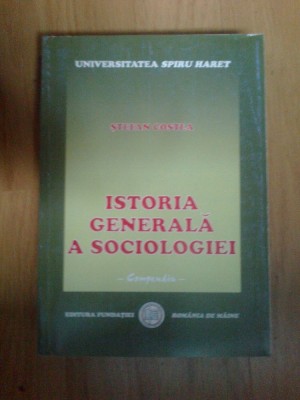 UNIVERSITATEA SPIRU HARET
ȘTEFAN COSTEA
ISTORIA
GENERALĂ
A SOCIOLOGIEI
– Compendiu –
EDITURA FUNDAȚIEI ROMÂNIA DE MÂINE